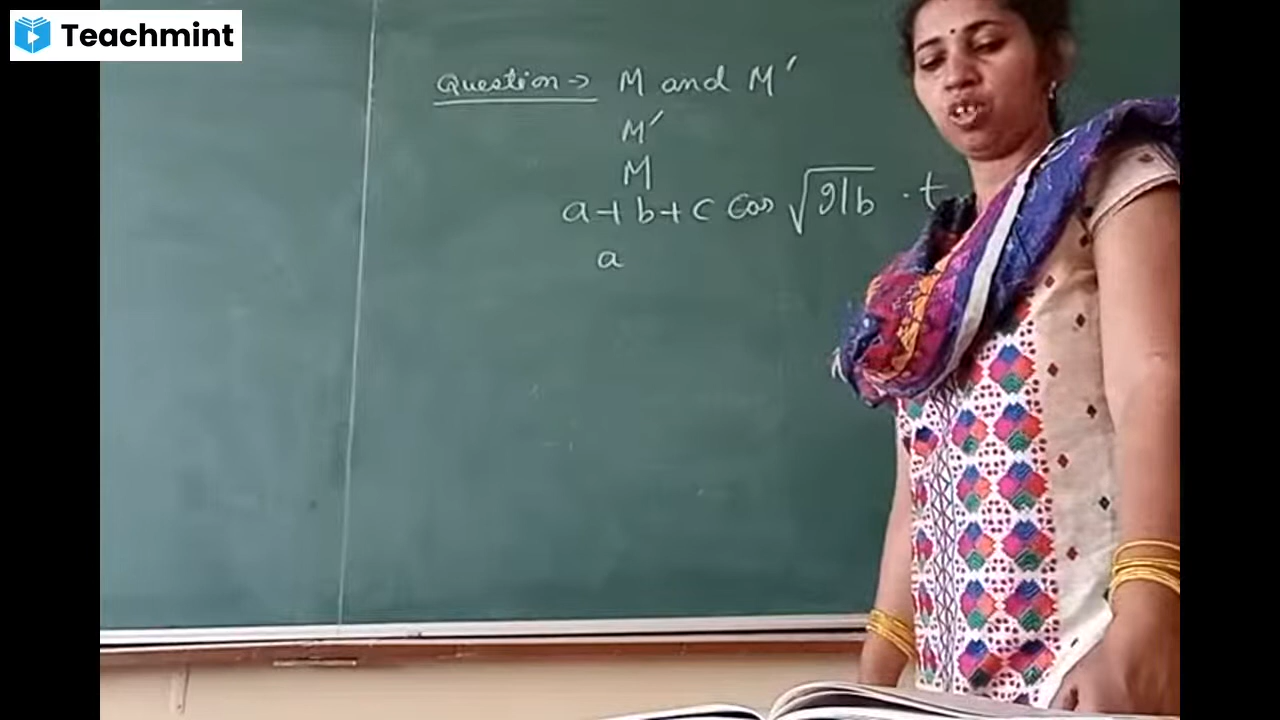 Teachmint
Question → M and M′
M′
M
a + b + c cos √g/b · t
a